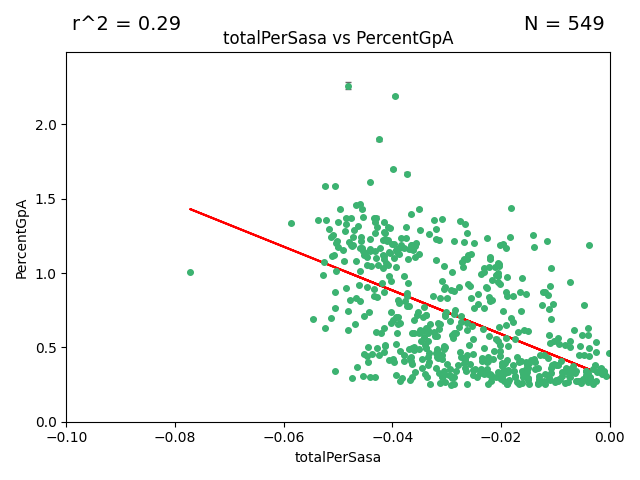 r^2 = 0.29
N = 549
totalPerSasa vs PercentGpA
PercentGpA
2.0
1.5
1.0
0.5
0.0
−0.10 −0.08 −0.06 −0.04 −0.02 0.00
totalPerSasa